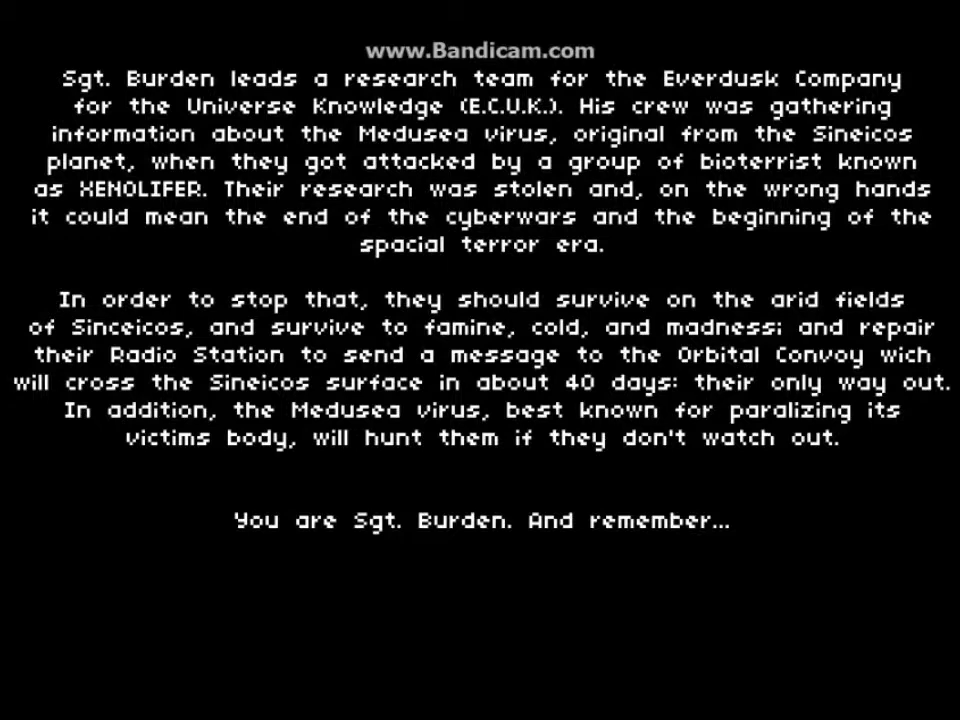 www.Bandicam.com
Sgt. Burden leads a research team for the Everdusk Company
for the Universe Knowledge (E.C.U.K.). His crew was gathering
information about the Medusea virus, original from the Sineicos
planet, when they got attacked by a group of bioterrist known
as XENOLIFER. Their research was stolen and, on the wrong hands
it could mean the end of the cyberwars and the beginning of the
spacial terror era.
In order to stop that, they should survive on the arid fields
of Sinceicos, and survive to famine, cold, and madness; and repair
their Radio Station to send a message to the Orbital Convoy wich
will cross the Sineicos surface in about 40 days: their only way out.
In addition, the Medusea virus, best known for paralizing its
victims body, will hunt them if they don't watch out.
You are Sgt. Burden. And remember...